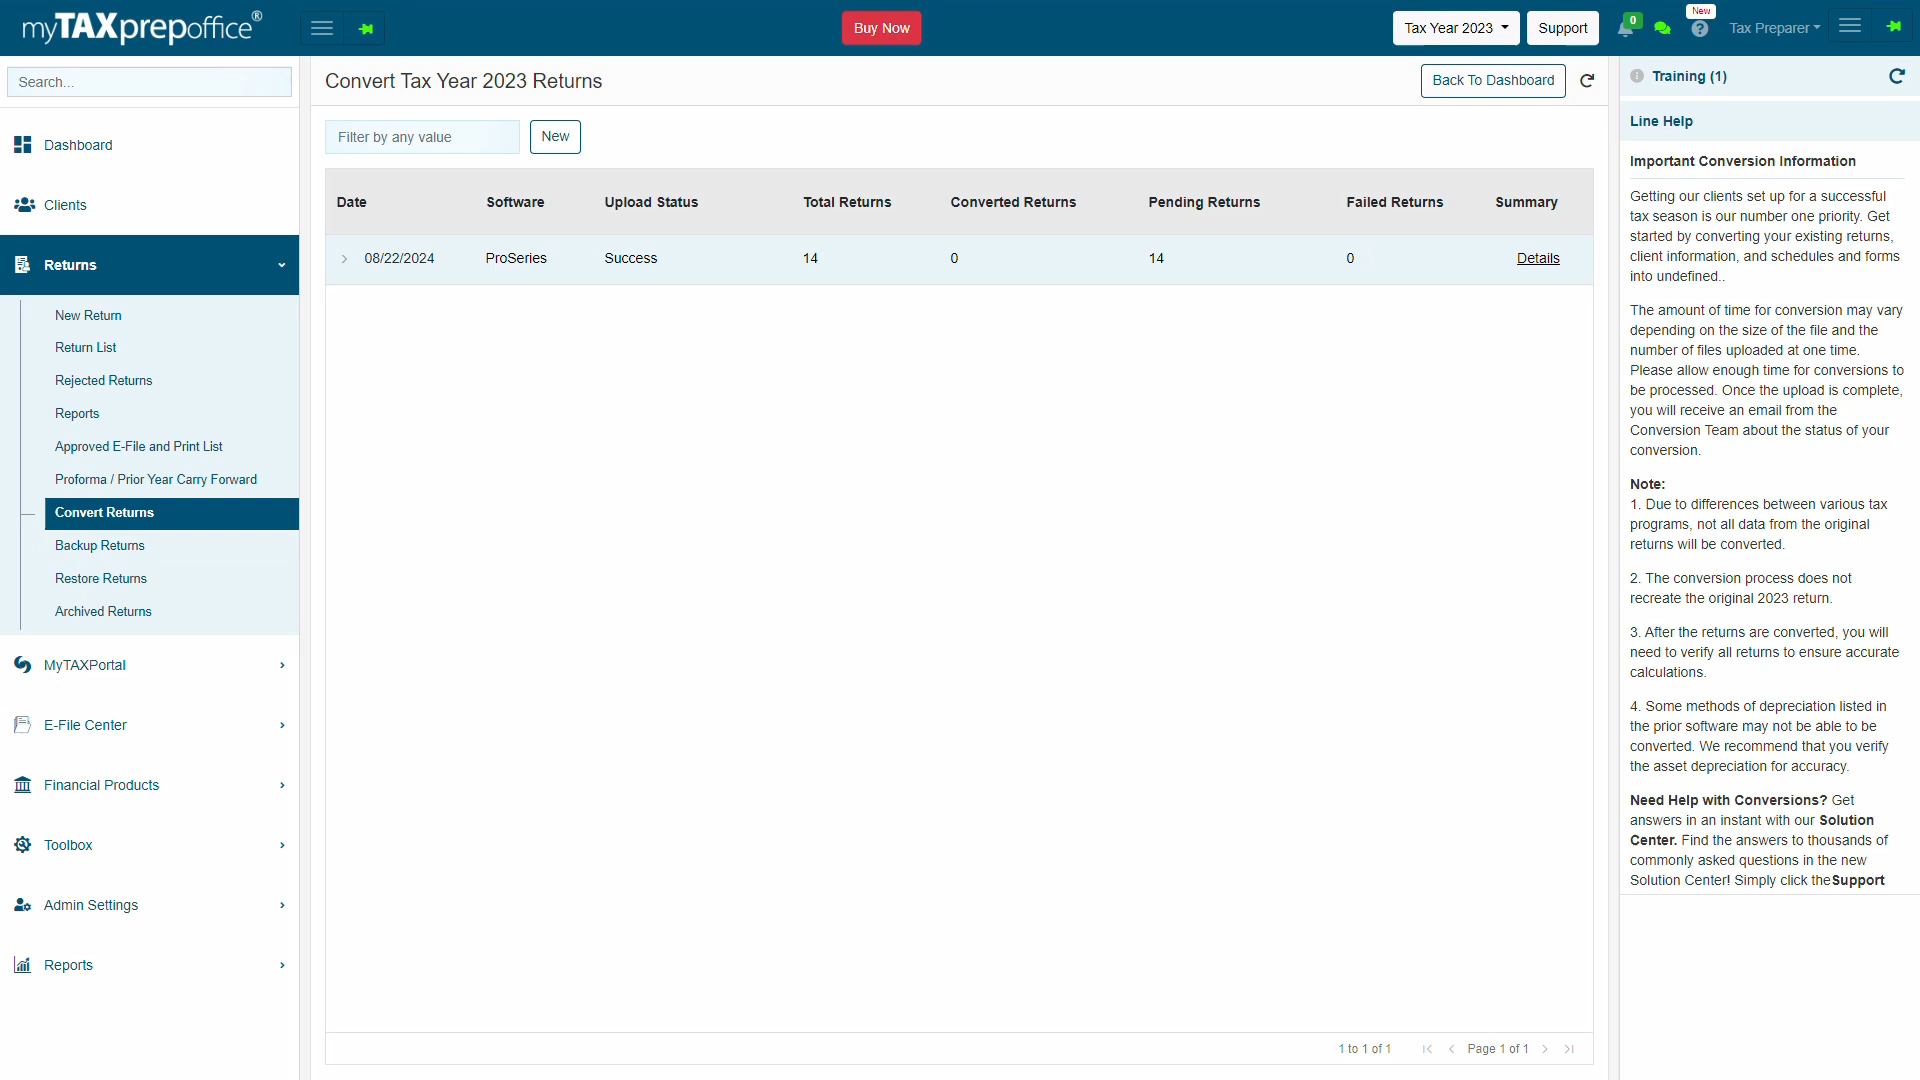 myTAXprepoffice®
Buy Now
Tax Year 2023
Support
0
New
Tax Preparer
Search...
Dashboard
Clients
Returns
New Return
Return List
Rejected Returns
Reports
Approved E-File and Print List
Proforma / Prior Year Carry Forward
Convert Returns
Backup Returns
Restore Returns
Archived Returns
MyTAXPortal
E-File Center
Financial Products
Toolbox
Admin Settings
Reports
Convert Tax Year 2023 Returns
Back To Dashboard
Filter by any value
New
Date Software Upload Status Total Returns Converted Returns Pending Returns Failed Returns Summary
08/22/2024 ProSeries Success 14 0 14 0 Details
1 to 1 of 1 Page 1 of 1
Training (1)
Line Help
Important Conversion Information
Getting our clients set up for a successful
tax season is our number one priority. Get
started by converting your existing returns,
client information, and schedules and forms
into undefined..
The amount of time for conversion may vary
depending on the size of the file and the
number of files uploaded at one time.
Please allow enough time for conversions to
be processed. Once the upload is complete,
you will receive an email from the
Conversion Team about the status of your
conversion.
Note:
1. Due to differences between various tax
programs, not all data from the original
returns will be converted.
2. The conversion process does not
recreate the original 2023 return.
3. After the returns are converted, you will
need to verify all returns to ensure accurate
calculations.
4. Some methods of depreciation listed in
the prior software may not be able to be
converted. We recommend that you verify
the asset depreciation for accuracy.
Need Help with Conversions? Get
answers in an instant with our Solution
Center. Find the answers to thousands of
commonly asked questions in the new
Solution Center! Simply click theSupport